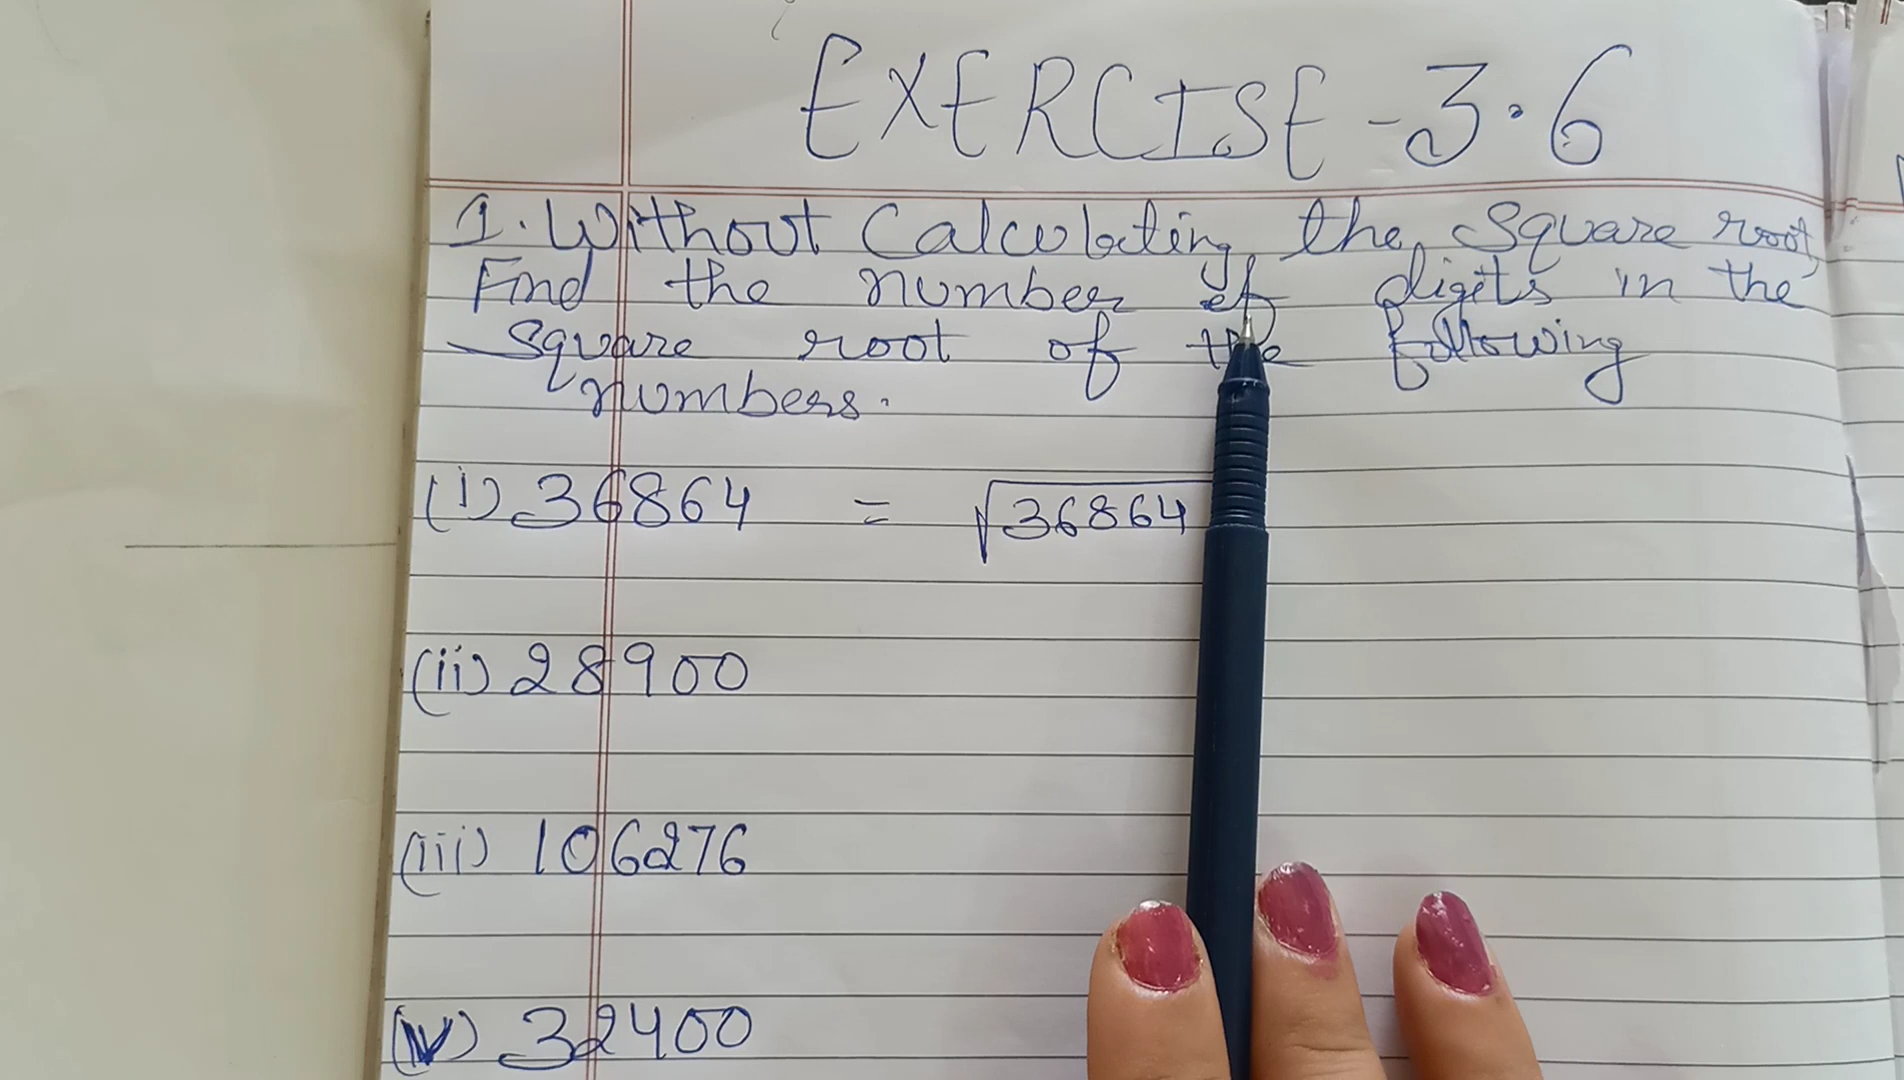 EXERCISE - 3.6
1. Without Calculating the Square root,
Find the number of digits in the
Square root of the following
numbers.
(i) 36864 = √36864
(ii) 28900
(iii) 106276
(iv) 32400